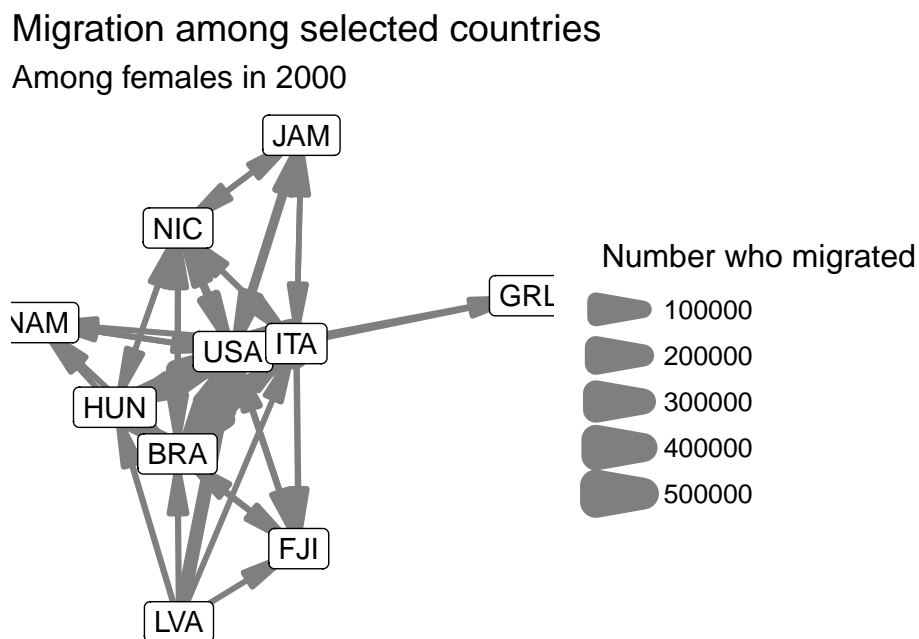 Migration among selected countries
Among females in 2000
JAM
NIC
GRL
NAM
USA
ITA
HUN
BRA
FJI
LVA
Number who migrated
100000
200000
300000
400000
500000